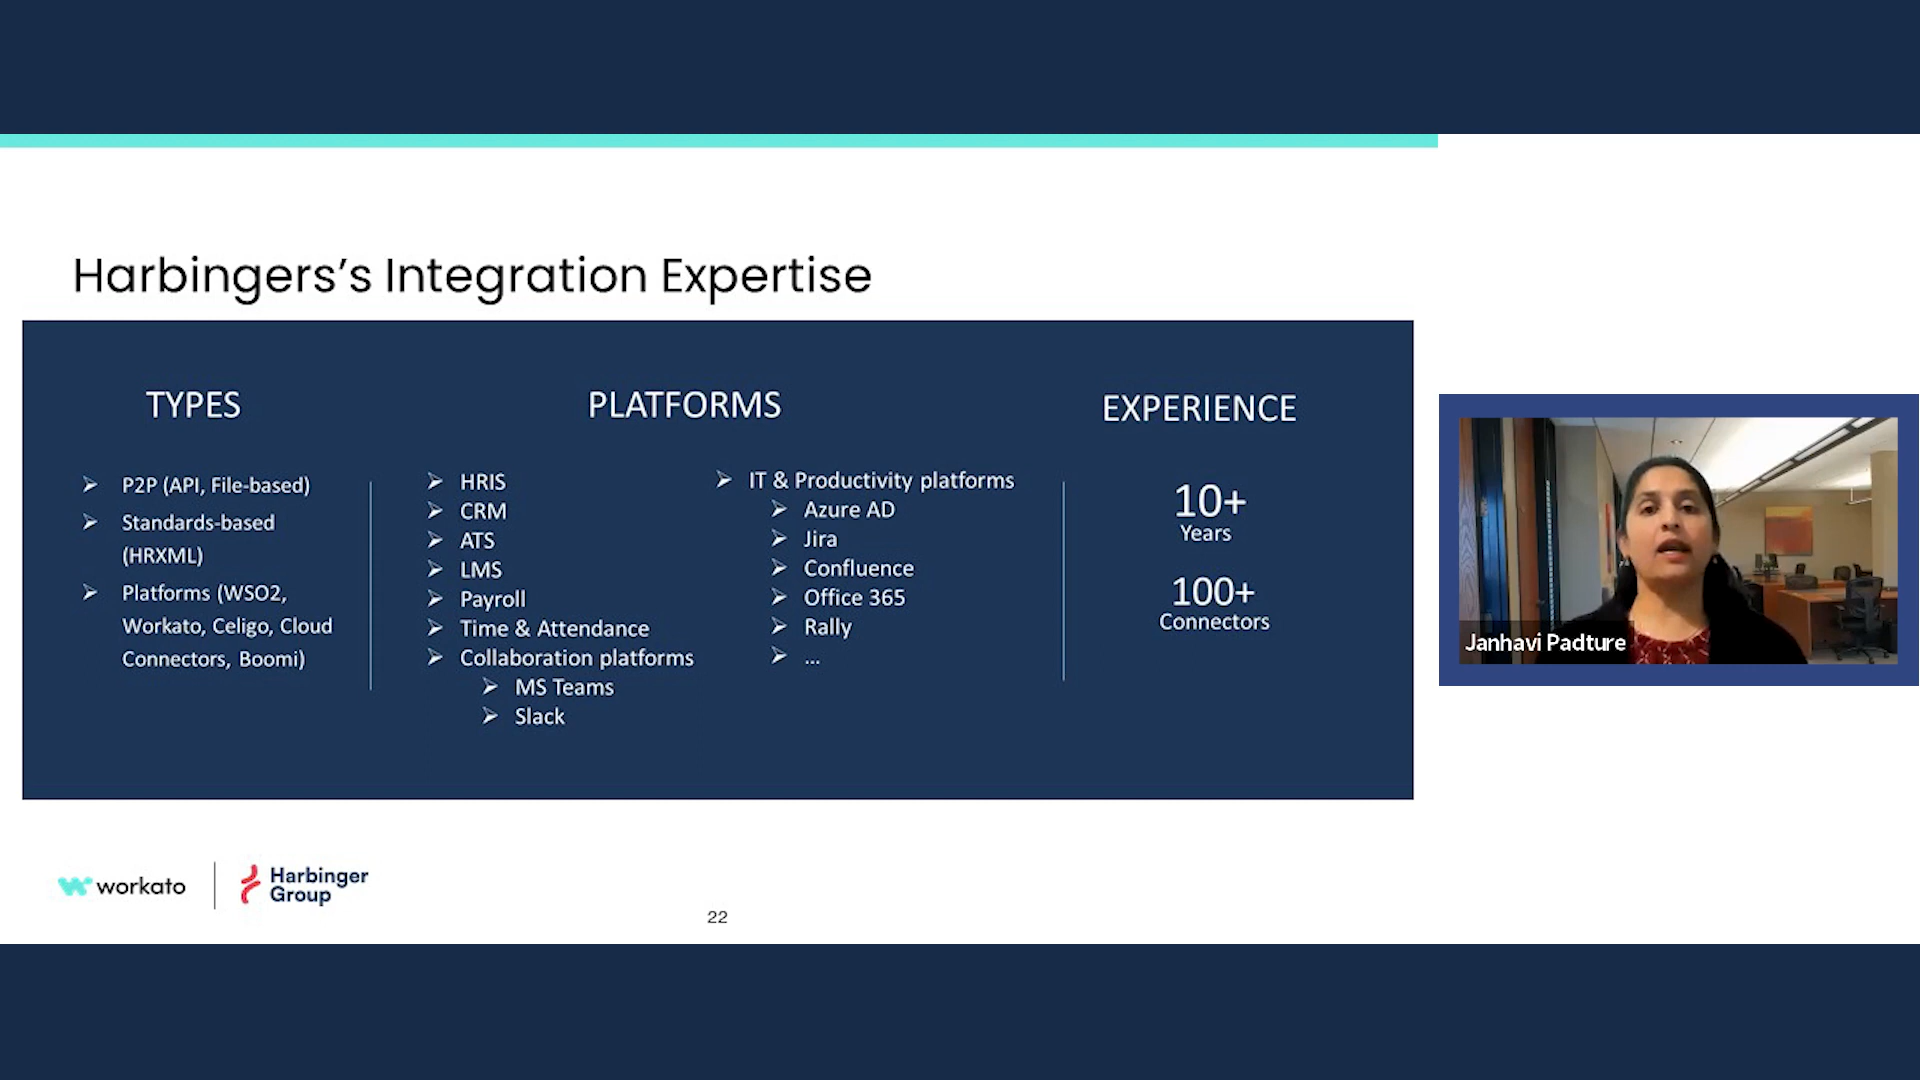 Harbingers’s Integration Expertise
TYPES
P2P (API, File-based)
Standards-based
(HRXML)
Platforms (WSO2,
Workato, Celigo, Cloud
Connectors, Boomi)
PLATFORMS
HRIS
CRM
ATS
LMS
Payroll
Time & Attendance
Collaboration platforms
MS Teams
Slack
IT & Productivity platforms
Azure AD
Jira
Confluence
Office 365
Rally
...
EXPERIENCE
10+
Years
100+
Connectors
Janhavi Padture
workato
Harbinger
Group
22